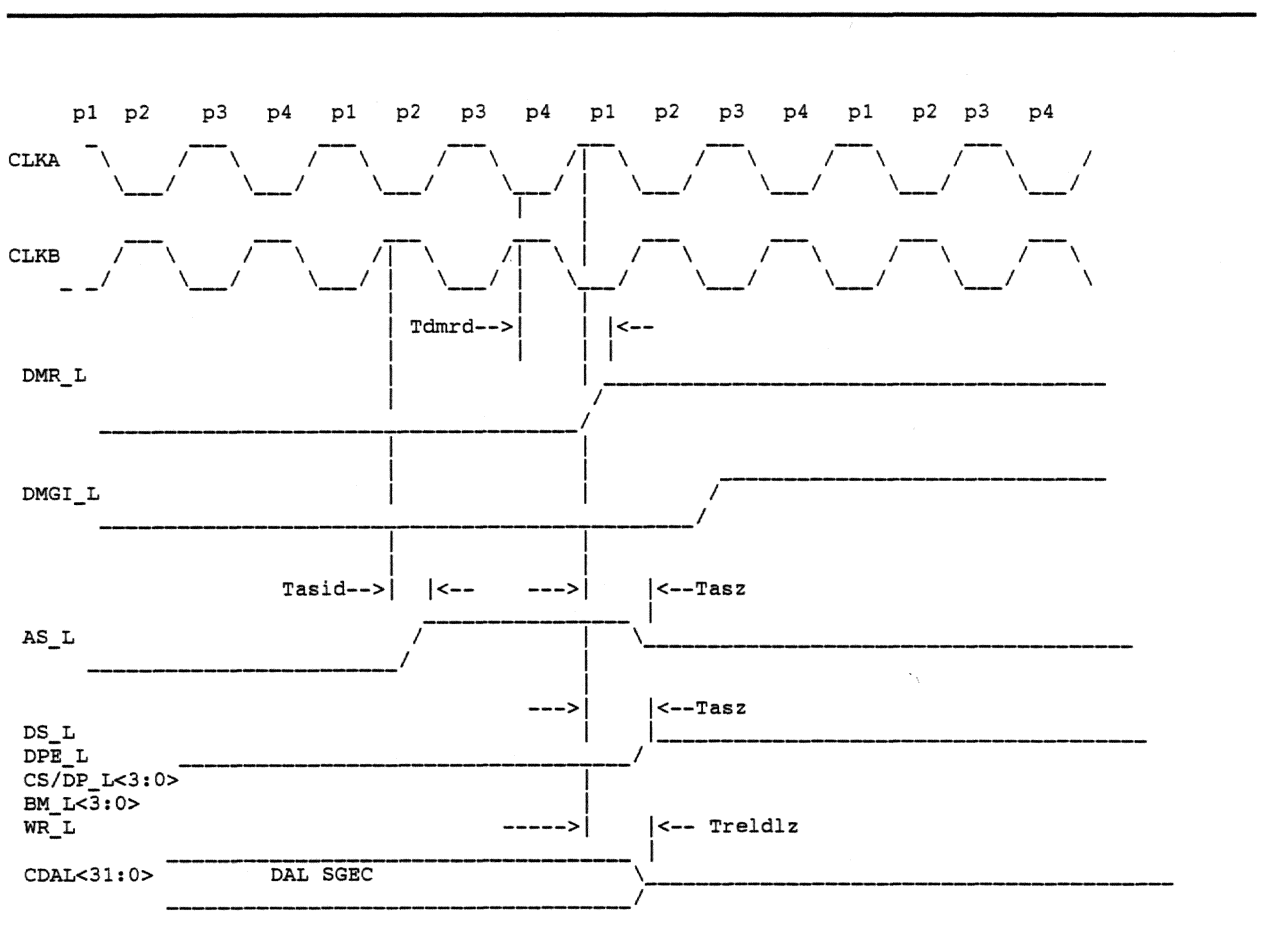 p1 p2 p3 p4 p1 p2 p3 p4 p1 p2 p3 p4 p1 p2 p3 p4
CLKA
CLKB
Tdmrd-->| |<--
DMR_L
DMGI_L
Tasid-->| |<-- --->| |<--Tasz
AS_L
--->| |<--Tasz
DS_L
DPE_L
CS/DP_L<3:0>
BM_L<3:0>
WR_L ----->| |<-- Treldlz
CDAL<31:0> DAL SGEC